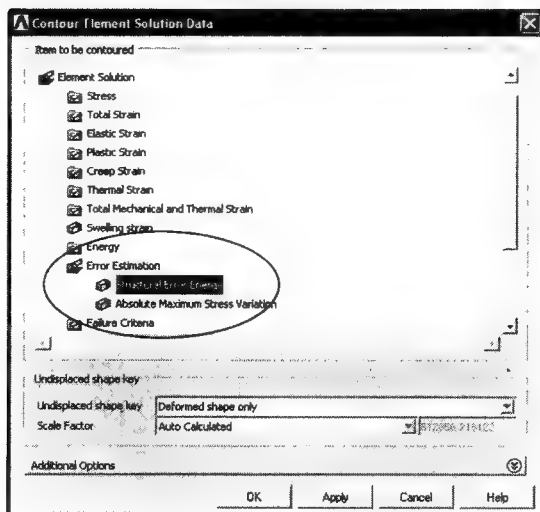 Contour Element Solution Data
Item to be contoured
Element Solution
Stress
Total Strain
Elastic Strain
Plastic Strain
Creep Strain
Thermal Strain
Total Mechanical and Thermal Strain
Swelling strain
Energy
Error Estimation
Structural Error Energy
Absolute Maximum Stress Variation
Failure Criteria
Undisplaced shape key
Undisplaced shape key Deformed shape only
Scale Factor Auto Calculated
Additional Options
OK Apply Cancel Help